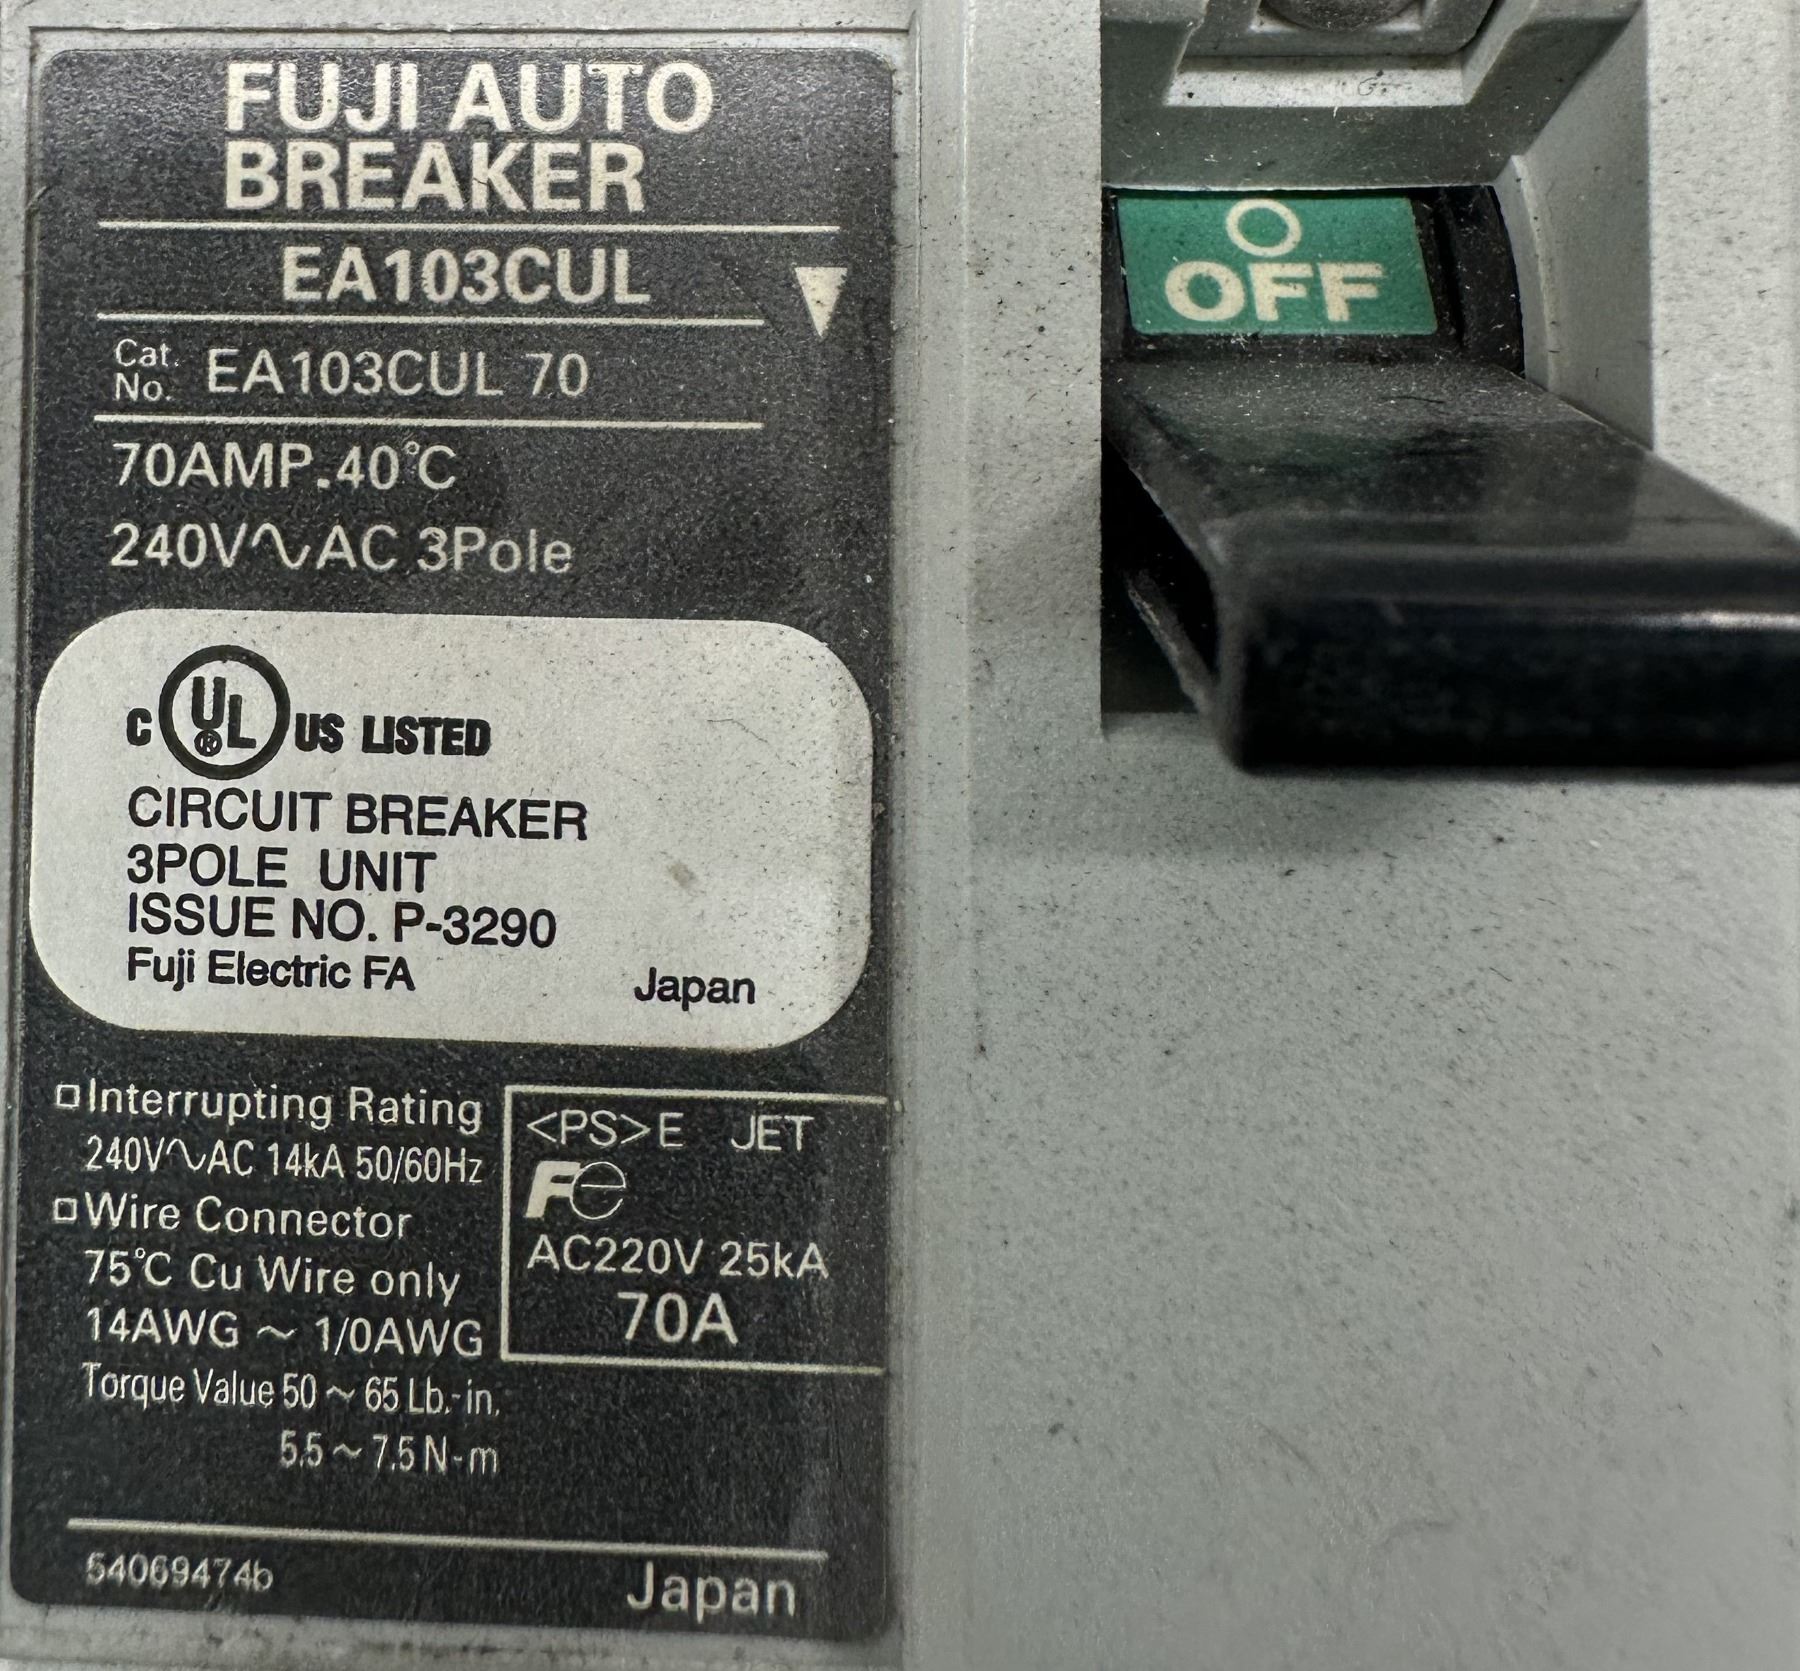 FUJI AUTO
BREAKER
EA103CUL
Cat. No. EA103CUL 70
70AMP.40℃
240V∿AC 3Pole
C UL® US LISTED
CIRCUIT BREAKER
3POLE UNIT
ISSUE NO. P-3290
Fuji Electric FA Japan
□Interrupting Rating
240V∿AC 14kA 50/60Hz
□Wire Connector
75℃ Cu Wire only
14AWG ~ 1/0AWG
Torque Value 50 ~ 65 Lb.-in.
5.5 ~ 7.5 N-m
<PS>E JET
Fe
AC220V 25kA
70A
54069474b Japan
O
OFF